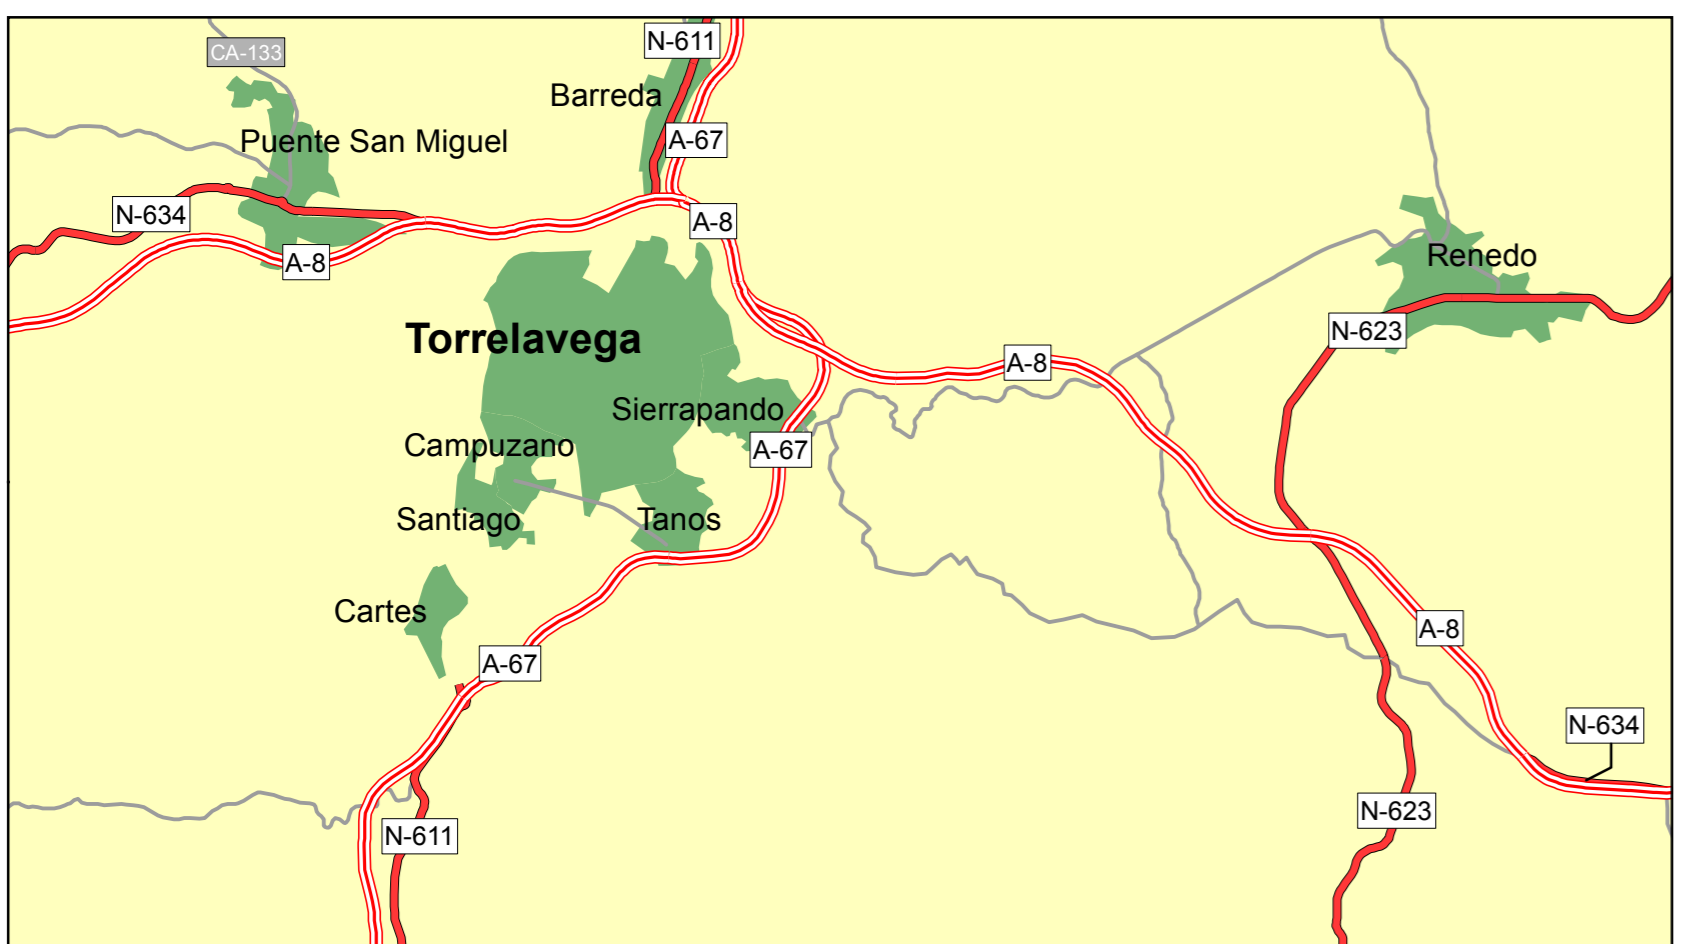 N-611
CA-133
Barreda
A-67
Puente San Miguel
N-634
A-8
A-8
Renedo
N-623
Torrelavega
A-8
Sierrapando
Campuzano
A-67
Santiago
Tanos
Cartes
A-8
A-67
N-634
N-623
N-611